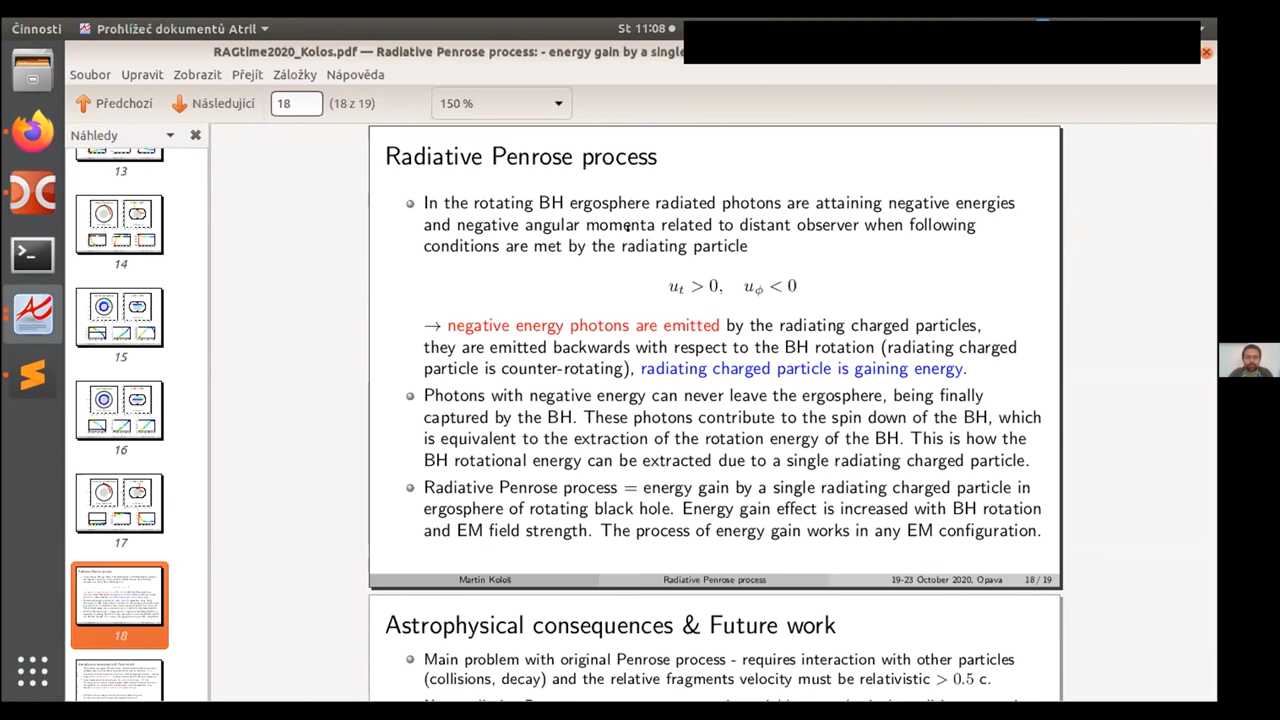 Činnosti
Prohlížeč dokumentů Atril
St 11:08
RAGtime2020_Kolos.pdf — Radiative Penrose process: - energy gain by a single
Soubor Upravit Zobrazit Přejít Záložky Nápověda
Předchozí Následující 18 (18 z 19) 150 %
Náhledy
13
14
15
16
17
18
Radiative Penrose process
In the rotating BH ergosphere radiated photons are attaining negative energies
and negative angular momenta related to distant observer when following
conditions are met by the radiating particle
u_t > 0, u_ϕ < 0
→ negative energy photons are emitted by the radiating charged particles,
they are emitted backwards with respect to the BH rotation (radiating charged
particle is counter-rotating), radiating charged particle is gaining energy.
Photons with negative energy can never leave the ergosphere, being finally
captured by the BH. These photons contribute to the spin down of the BH, which
is equivalent to the extraction of the rotation energy of the BH. This is how the
BH rotational energy can be extracted due to a single radiating charged particle.
Radiative Penrose process = energy gain by a single radiating charged particle in
ergosphere of rotating black hole. Energy gain effect is increased with BH rotation
and EM field strength. The process of energy gain works in any EM configuration.
Martin Kološ Radiative Penrose process 19-23 October 2020, Opava 18 / 19
Astrophysical consequences & Future work
Main problem with original Penrose process - require interaction with other particles
(collisions, decay) and the relative fragments velocity must be relativistic > 0.5 c.